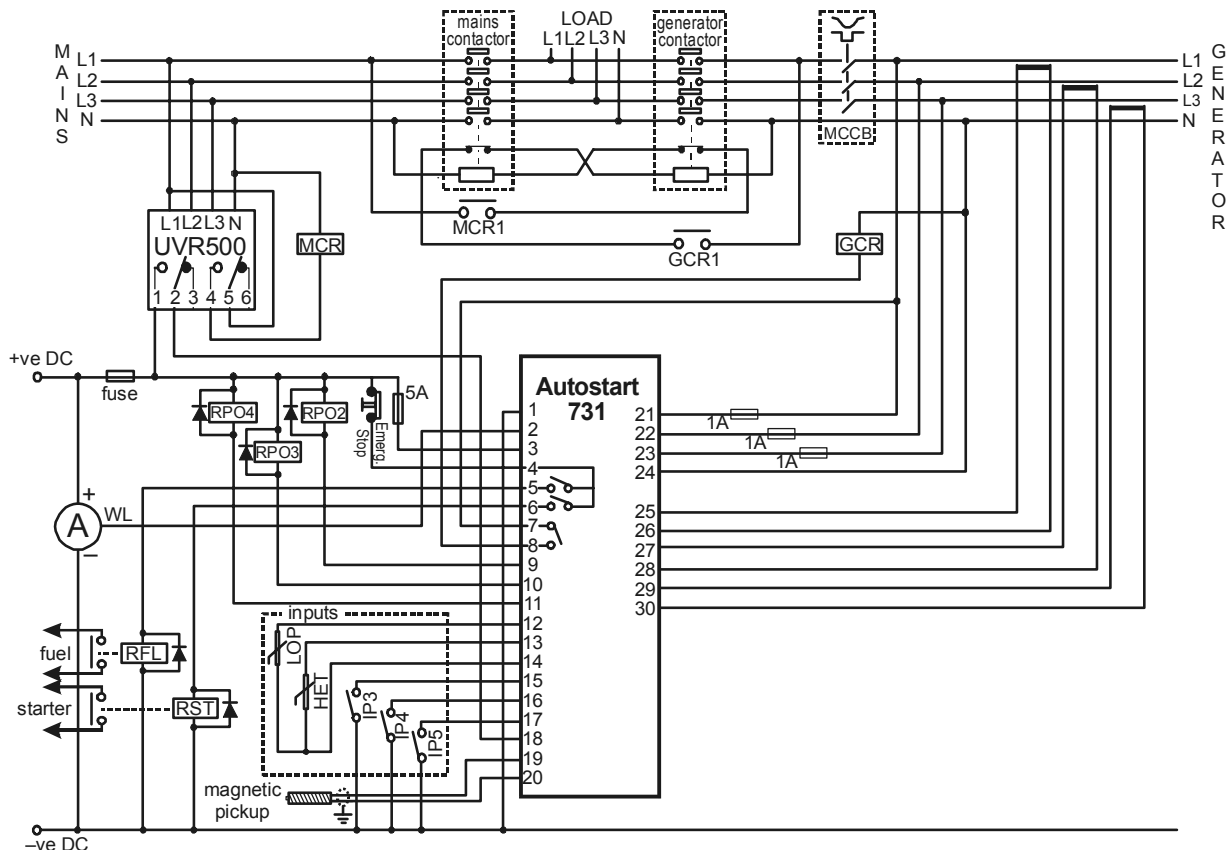 mains contactor
LOAD
L1 L2 L3 N
generator contactor
MAINS
L1
L2
L3
N
MCCB
L1
L2
L3
N
GENERATOR
MCR1
GCR1
L1 L2 L3 N
UVR500
1 2 3 4 5 6
MCR
GCR
+ve DC
fuse
RPO4
RPO3
RPO2
Emerg. Stop
5A
Autostart
731
1
2
3
4
5
6
7
8
9
10
11
12
13
14
15
16
17
18
19
20
21
22
23
24
25
26
27
28
29
30
1A
1A
1A
+
A
WL
–
inputs
LOP
HET
IP3
IP4
IP5
fuel
RFL
starter
RST
magnetic pickup
–ve DC